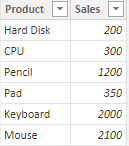 Product Sales
Hard Disk 200
CPU 300
Pencil 1200
Pad 350
Keyboard 2000
Mouse 2100